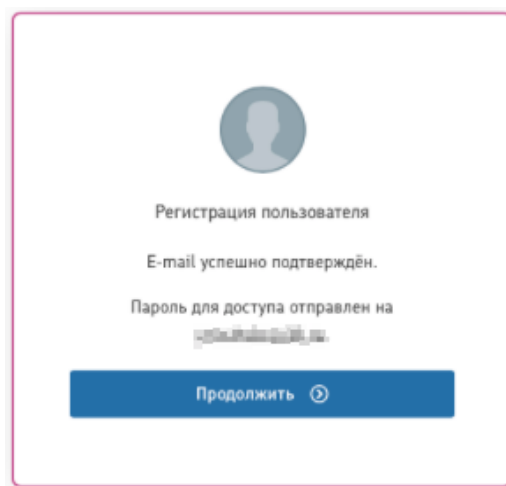 Регистрация пользователя
E-mail успешно подтверждён.
Пароль для доступа отправлен на
Продолжить